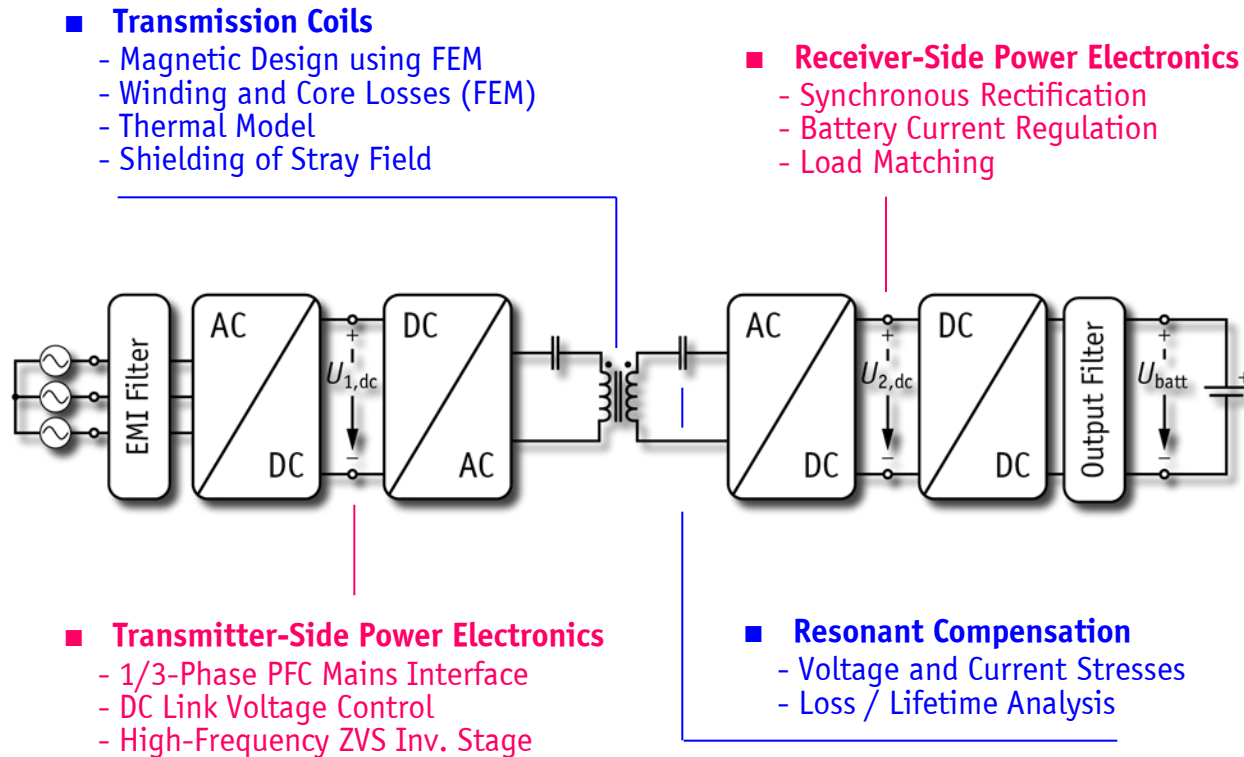 ■ Transmission Coils
- Magnetic Design using FEM
- Winding and Core Losses (FEM)
- Thermal Model
- Shielding of Stray Field
■ Receiver-Side Power Electronics
- Synchronous Rectification
- Battery Current Regulation
- Load Matching
EMI Filter
AC
DC
+
U1,dc
−
DC
AC
AC
DC
+
U2,dc
−
DC
DC
Output Filter
+
Ubatt
−
+
■ Transmitter-Side Power Electronics
- 1/3-Phase PFC Mains Interface
- DC Link Voltage Control
- High-Frequency ZVS Inv. Stage
■ Resonant Compensation
- Voltage and Current Stresses
- Loss / Lifetime Analysis